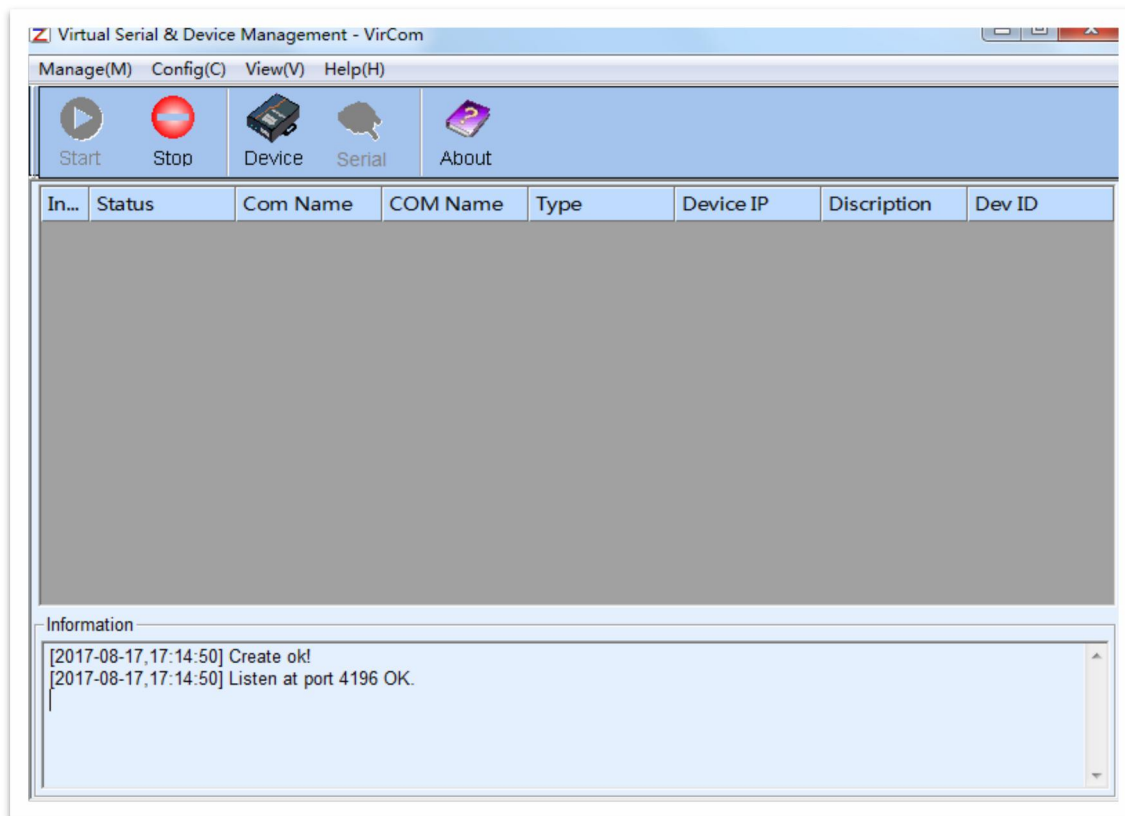 Virtual Serial & Device Management - VirCom
Manage(M) Config(C) View(V) Help(H)
Start Stop Device Serial About
In... Status Com Name COM Name Type Device IP Discription Dev ID
Information
[2017-08-17,17:14:50] Create ok!
[2017-08-17,17:14:50] Listen at port 4196 OK.